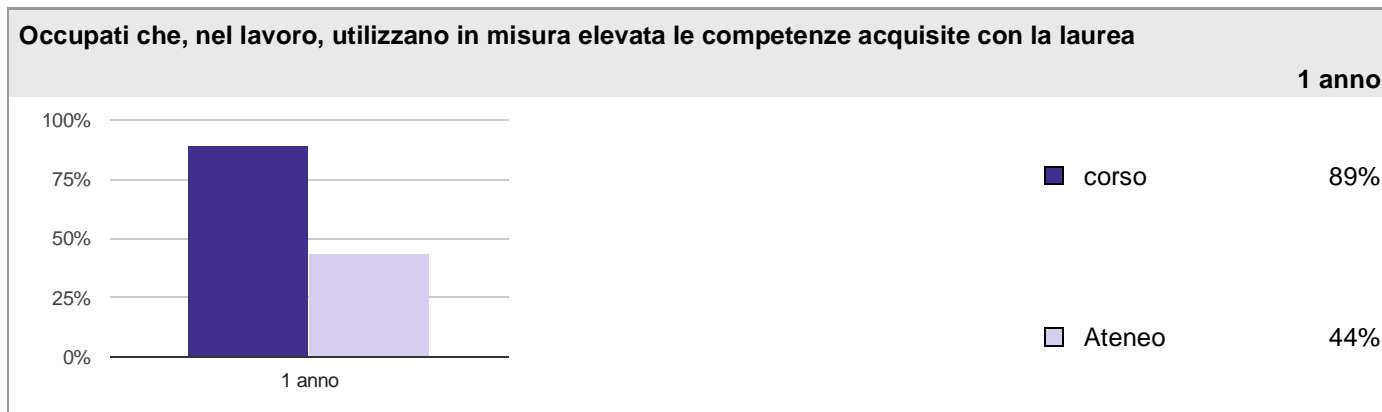 Occupati che, nel lavoro, utilizzano in misura elevata le competenze acquisite con la laurea
1 anno
100%
75%
50%
25%
0%
1 anno
corso 89%
Ateneo 44%